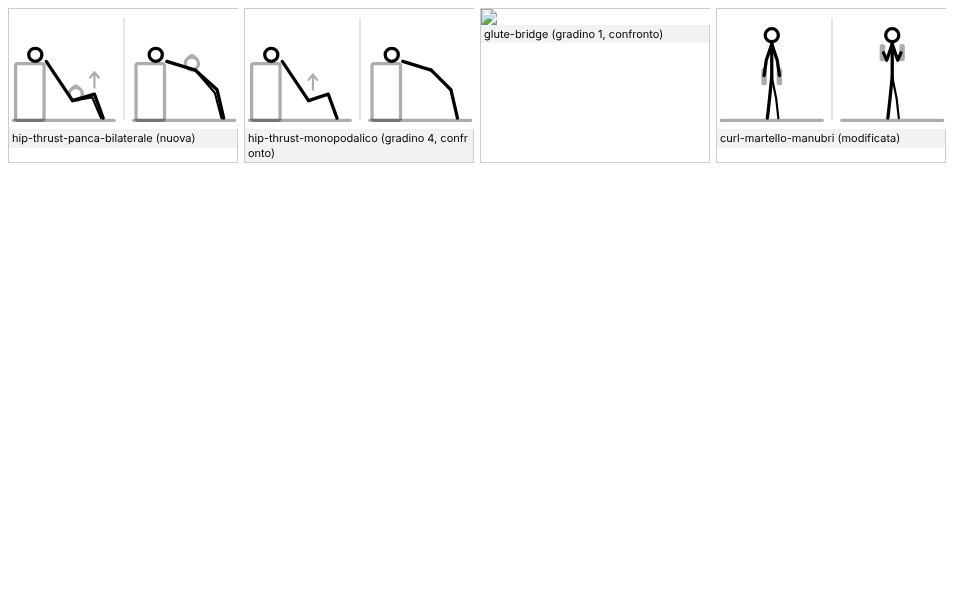 hip-thrust-panca-bilaterale (nuova)
hip-thrust-monopodalico (gradino 4, confr
onto)
glute-bridge (gradino 1, confronto)
curl-martello-manubri (modificata)